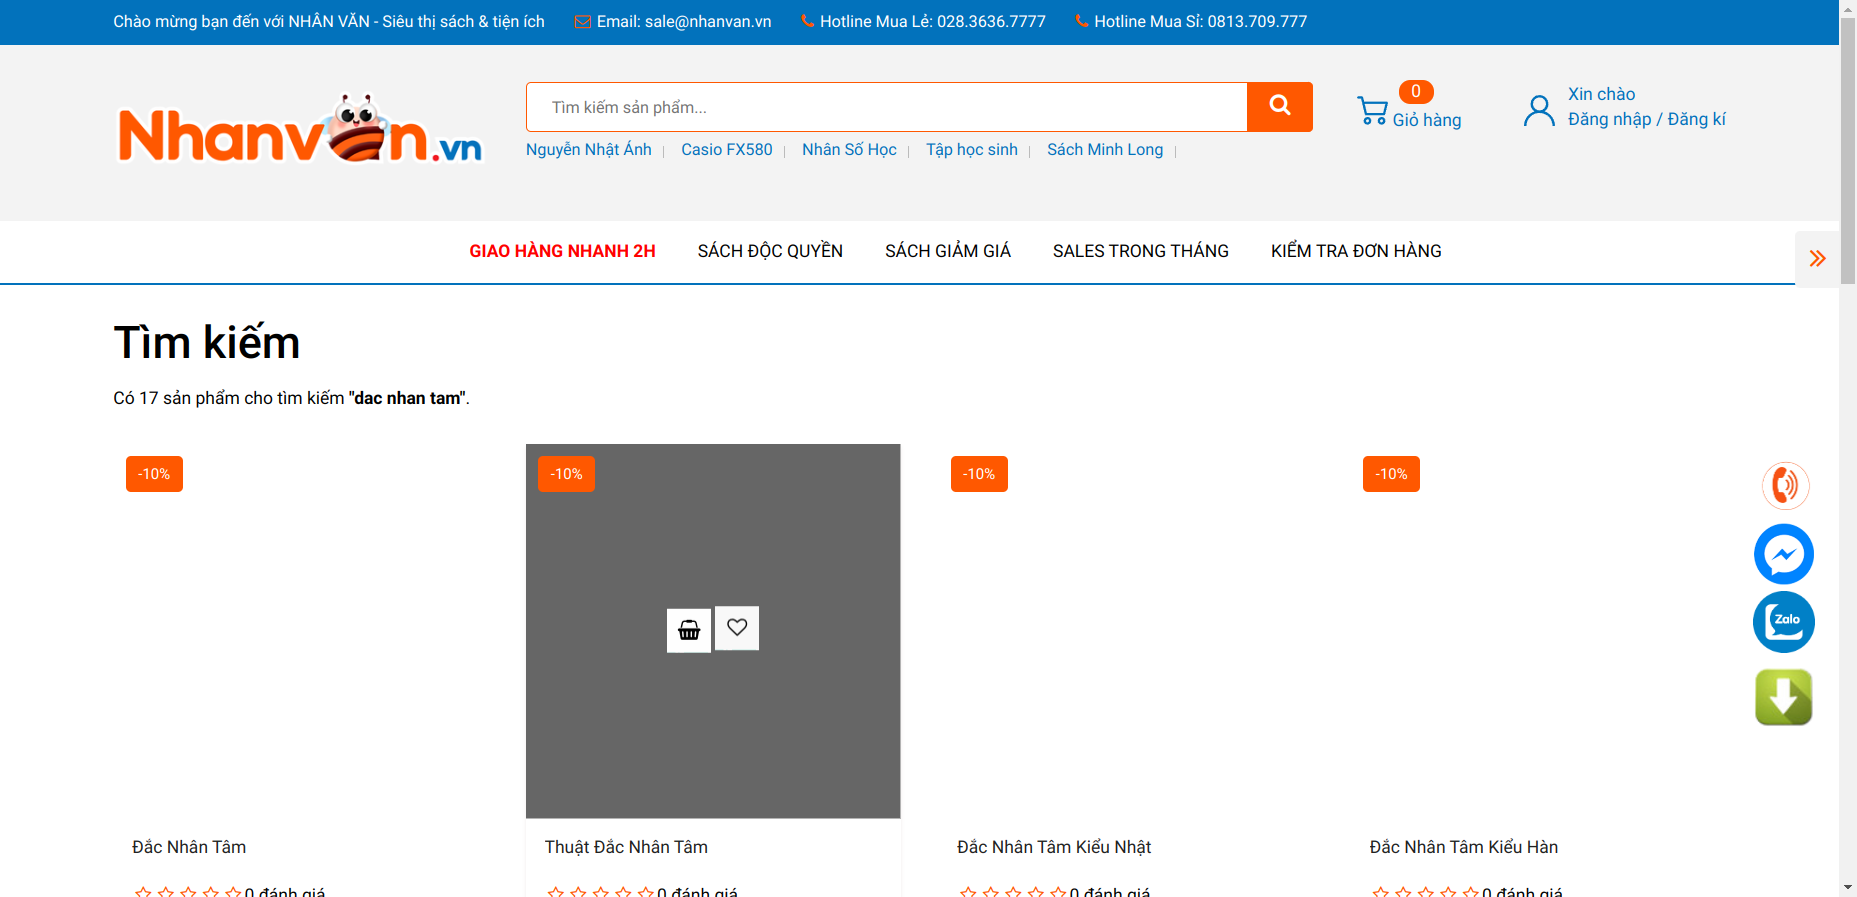 Chào mừng bạn đến với NHÂN VĂN - Siêu thị sách & tiện ích Email: sale@nhanvan.vn Hotline Mua Lẻ: 028.3636.7777 Hotline Mua Sỉ: 0813.709.777
Nhanvan.vn
Tìm kiếm sản phẩm...
0
Giỏ hàng
Xin chào
Đăng nhập / Đăng kí
Nguyễn Nhật Ánh Casio FX580 Nhân Số Học Tập học sinh Sách Minh Long
GIAO HÀNG NHANH 2H SÁCH ĐỘC QUYỀN SÁCH GIẢM GIÁ SALES TRONG THÁNG KIỂM TRA ĐƠN HÀNG
Tìm kiếm
Có 17 sản phẩm cho tìm kiếm "dac nhan tam".
-10% -10% -10% -10%
Zalo
Đắc Nhân Tâm Thuật Đắc Nhân Tâm Đắc Nhân Tâm Kiểu Nhật Đắc Nhân Tâm Kiểu Hàn
0 đánh giá 0 đánh giá 0 đánh giá 0 đánh giá